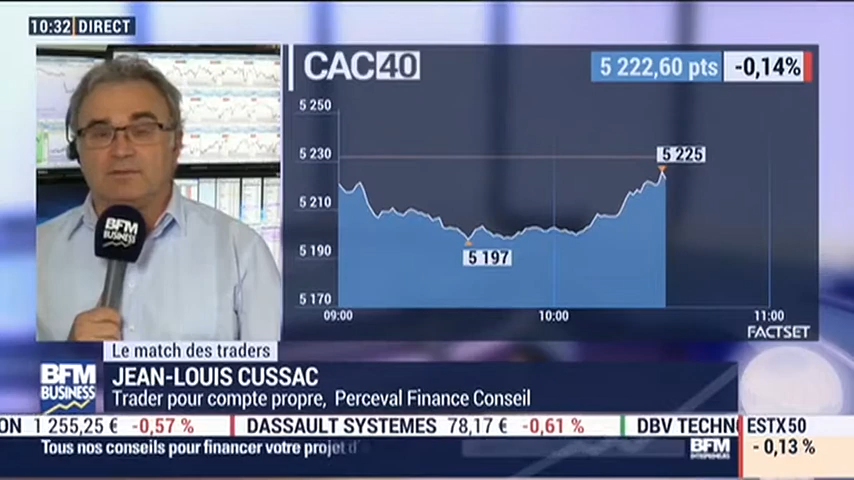 10:32 DIRECT
CAC40
5 222,60 pts
-0,14%
5 250
5 230
5 210
5 190
5 170
5 225
5 197
09:00
10:00
11:00
FACTSET
BFM
BUSINESS
Le match des traders
BFM
BUSINESS
JEAN-LOUIS CUSSAC
Trader pour compte propre, Perceval Finance Conseil
ON 1 255,25 € -0,57 % DASSAULT SYSTEMES 78,17 € -0,61 % DBV TECHN
ESTX50
- 0,13 %
Tous nos conseils pour financer votre projet d
BFM
ENTREPRENEURS